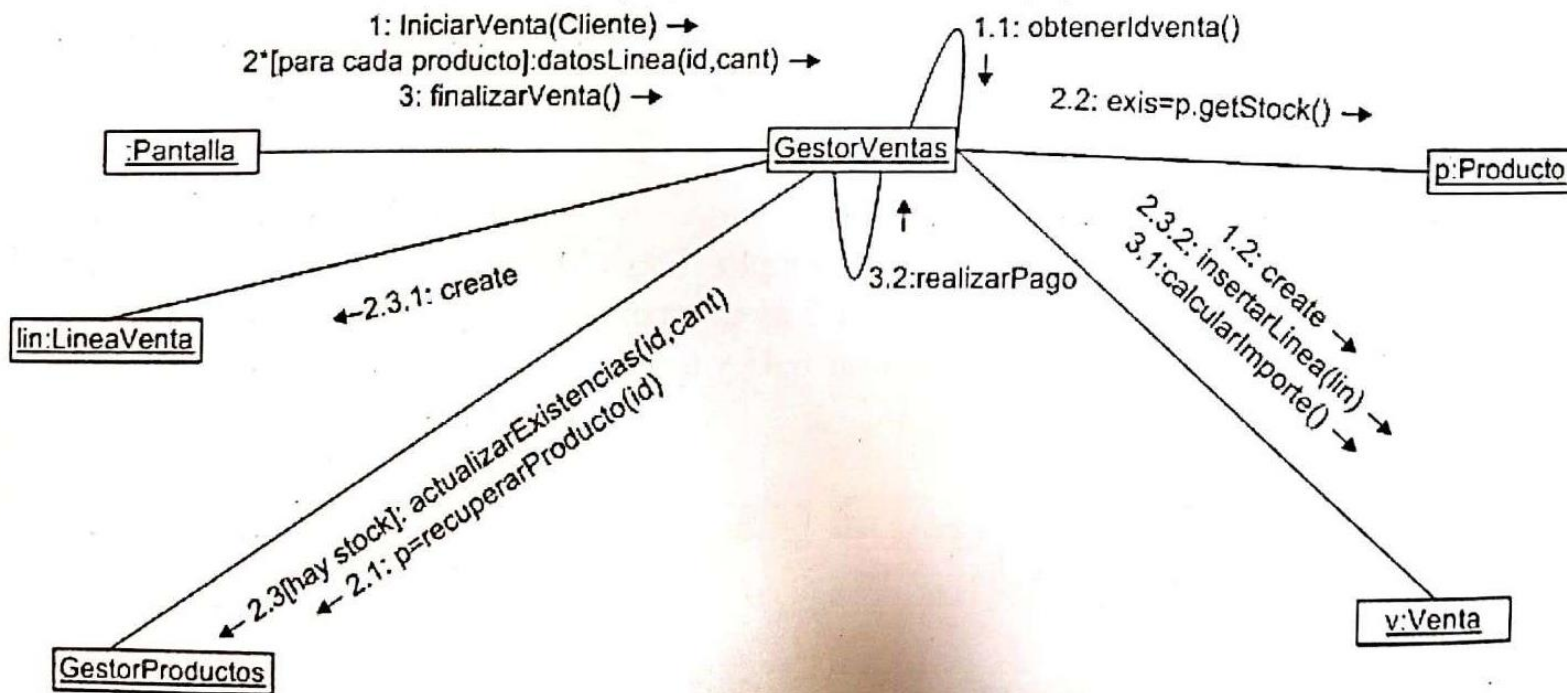 1: IniciarVenta(Cliente) →
2*[para cada producto]:datosLinea(id,cant) →
3: finalizarVenta() →
1.1: obtenerIdventa()
2.2: exis=p.getStock() →
:Pantalla
GestorVentas
p:Producto
3.2:realizarPago
1.2: create →
2.3.2: insertarLinea(lin) →
3.1:calcularImporte() →
←2.3.1: create
lin:LineaVenta
←2.3[hay stock]: actualizarExistencias(id,cant)
← 2.1: p=recuperarProducto(id)
v:Venta
GestorProductos